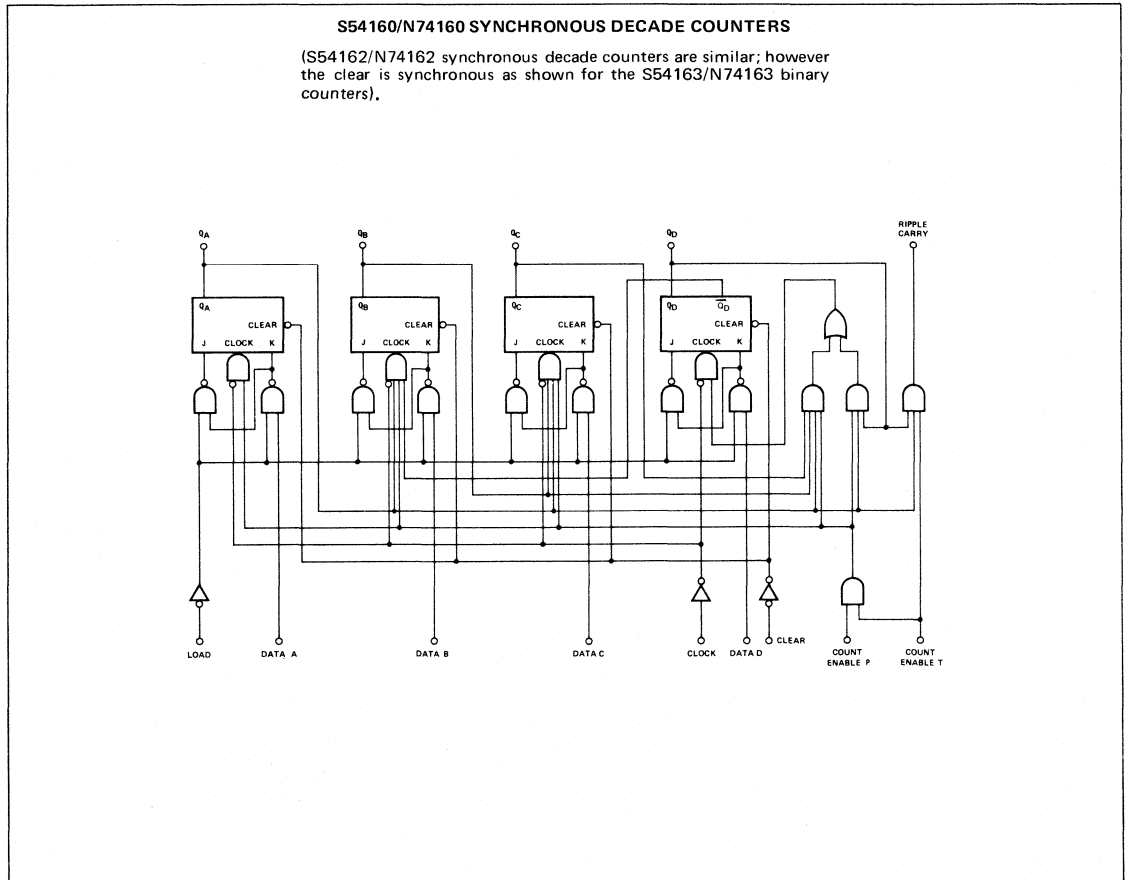 S54160/N74160 SYNCHRONOUS DECADE COUNTERS
(S54162/N74162 synchronous decade counters are similar; however
the clear is synchronous as shown for the S54163/N74163 binary
counters).
QA QB QC QD RIPPLE
CARRY
QA QB QC QD Q̅D
CLEAR CLEAR CLEAR CLEAR
J CLOCK K J CLOCK K J CLOCK K J CLOCK K
LOAD DATA A DATA B DATA C CLOCK DATA D CLEAR COUNT
ENABLE P COUNT
ENABLE T